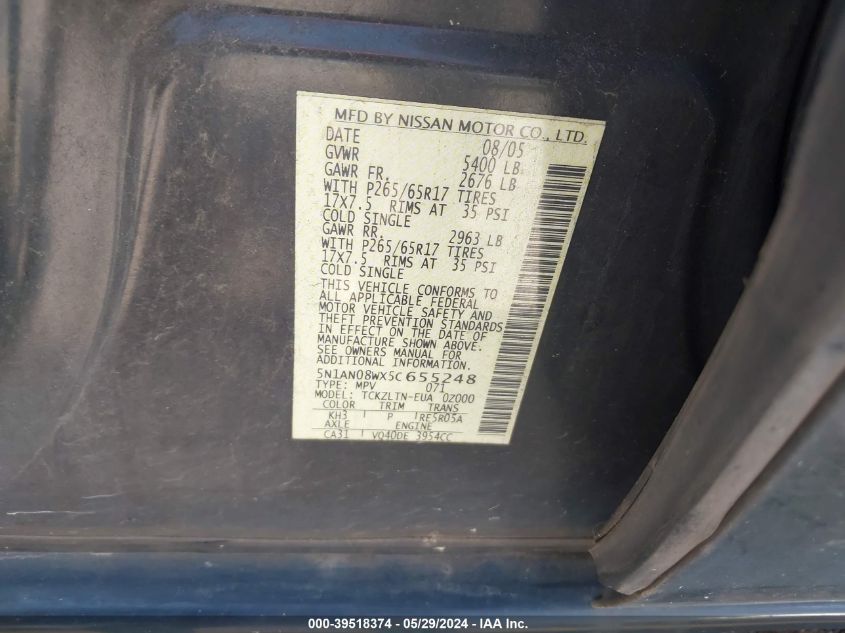 MFD BY NISSAN MOTOR CO., LTD.
DATE 08/05
GVWR 5400 LB
GAWR FR. 2676 LB
WITH P265/65R17 TIRES
17X7.5 RIMS AT 35 PSI
COLD SINGLE
GAWR RR. 2963 LB
WITH P265/65R17 TIRES
17X7.5 RIMS AT 35 PSI
COLD SINGLE
THIS VEHICLE CONFORMS TO
ALL APPLICABLE FEDERAL
MOTOR VEHICLE SAFETY AND
THEFT PREVENTION STANDARDS
IN EFFECT ON THE DATE OF
MANUFACTURE SHOWN ABOVE.
SEE OWNERS MANUAL FOR
ADDITIONAL INFORMATION
5N1AN08WX5C655248
TYPE: MPV 071
MODEL: TCKZLTN-EUA 0Z000
COLOR TRIM TRANS
KH3 P RE5R05A
AXLE ENGINE
CA31 VQ40DE 3954CC
000-39518374 - 05/29/2024 - IAA Inc.